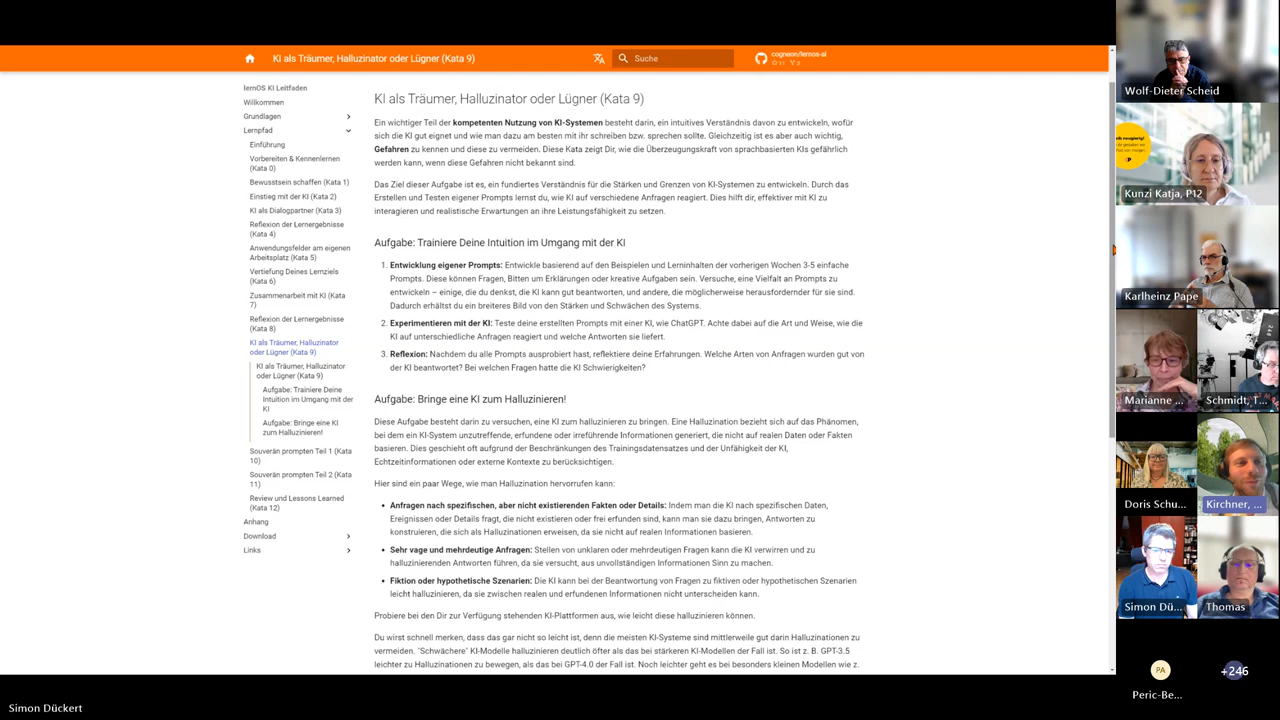 KI als Träumer, Halluzinator oder Lügner (Kata 9)
Suche
cogneon/lernos-ai
lernOS KI Leitfaden
Willkommen
Grundlagen
Lernpfad
Einführung
Vorbereiten & Kennenlernen
(Kata 0)
Bewusstsein schaffen (Kata 1)
Einstieg mit der KI (Kata 2)
KI als Dialogpartner (Kata 3)
Reflexion der Lernergebnisse
(Kata 4)
Anwendungsfelder am eigenen
Arbeitsplatz (Kata 5)
Vertiefung Deines Lernziels
(Kata 6)
Zusammenarbeit mit KI (Kata
7)
Reflexion der Lernergebnisse
(Kata 8)
KI als Träumer, Halluzinator
oder Lügner (Kata 9)
KI als Träumer, Halluzinator
oder Lügner (Kata 9)
Aufgabe: Trainiere Deine
Intuition im Umgang mit der
KI
Aufgabe: Bringe eine KI
zum Halluzinieren!
Souverän prompten Teil 1 (Kata
10)
Souverän prompten Teil 2 (Kata
11)
Review und Lessons Learned
(Kata 12)
Anhang
Download
Links
KI als Träumer, Halluzinator oder Lügner (Kata 9)
Ein wichtiger Teil der kompetenten Nutzung von KI-Systemen besteht darin, ein intuitives Verständnis davon zu entwickeln, wofür
sich die KI gut eignet und wie man dazu am besten mit ihr schreiben bzw. sprechen sollte. Gleichzeitig ist es aber auch wichtig,
Gefahren zu kennen und diese zu vermeiden. Diese Kata zeigt Dir, wie die Überzeugungskraft von sprachbasierten KIs gefährlich
werden kann, wenn diese Gefahren nicht bekannt sind.
Das Ziel dieser Aufgabe ist es, ein fundiertes Verständnis für die Stärken und Grenzen von KI-Systemen zu entwickeln. Durch das
Erstellen und Testen eigener Prompts lernst du, wie KI auf verschiedene Anfragen reagiert. Dies hilft dir, effektiver mit KI zu
interagieren und realistische Erwartungen an ihre Leistungsfähigkeit zu setzen.
Aufgabe: Trainiere Deine Intuition im Umgang mit der KI
1. Entwicklung eigener Prompts: Entwickle basierend auf den Beispielen und Lerninhalten der vorherigen Wochen 3-5 einfache
Prompts. Diese können Fragen, Bitten um Erklärungen oder kreative Aufgaben sein. Versuche, eine Vielfalt an Prompts zu
entwickeln – einige, die du denkst, die KI kann gut beantworten, und andere, die möglicherweise herausfordernder für sie sind.
Dadurch erhältst du ein breiteres Bild von den Stärken und Schwächen des Systems.
2. Experimentieren mit der KI: Teste deine erstellten Prompts mit einer KI, wie ChatGPT. Achte dabei auf die Art und Weise, wie die
KI auf unterschiedliche Anfragen reagiert und welche Antworten sie liefert.
3. Reflexion: Nachdem du alle Prompts ausprobiert hast, reflektiere deine Erfahrungen. Welche Arten von Anfragen wurden gut von
der KI beantwortet? Bei welchen Fragen hatte die KI Schwierigkeiten?
Aufgabe: Bringe eine KI zum Halluzinieren!
Diese Aufgabe besteht darin zu versuchen, eine KI zum halluzinieren zu bringen. Eine Halluzination bezieht sich auf das Phänomen,
bei dem ein KI-System unzutreffende, erfundene oder irreführende Informationen generiert, die nicht auf realen Daten oder Fakten
basieren. Dies geschieht oft aufgrund der Beschränkungen des Trainingsdatensatzes und der Unfähigkeit der KI,
Echtzeitinformationen oder externe Kontexte zu berücksichtigen.
Hier sind ein paar Wege, wie man Halluzination hervorrufen kann:
• Anfragen nach spezifischen, aber nicht existierenden Fakten oder Details: Indem man die KI nach spezifischen Daten,
Ereignissen oder Details fragt, die nicht existieren oder frei erfunden sind, kann man sie dazu bringen, Antworten zu
konstruieren, die sich als Halluzinationen erweisen, da sie nicht auf realen Informationen basieren.
• Sehr vage und mehrdeutige Anfragen: Stellen von unklaren oder mehrdeutigen Fragen kann die KI verwirren und zu
halluzinierenden Antworten führen, da sie versucht, aus unvollständigen Informationen Sinn zu machen.
• Fiktion oder hypothetische Szenarien: Die KI kann bei der Beantwortung von Fragen zu fiktiven oder hypothetischen Szenarien
leicht halluzinieren, da sie zwischen realen und erfundenen Informationen nicht unterscheiden kann.
Probiere bei den Dir zur Verfügung stehenden KI-Plattformen aus, wie leicht diese halluzinieren können.
Du wirst schnell merken, dass das gar nicht so leicht ist, denn die meisten KI-Systeme sind mittlerweile gut darin Halluzinationen zu
vermeiden. "Schwächere" KI-Modelle halluzinieren deutlich öfter als das bei stärkeren KI-Modellen der Fall ist. So ist z. B. GPT-3.5
leichter zu Halluzinationen zu bewegen, als das bei GPT-4.0 der Fall ist. Noch leichter geht es bei besonders kleinen Modellen wie z.
Wolf-Dieter Scheid
Kunzi Katja, P12
Karlheinz Pape
Marianne ...
Schmidt, T...
Doris Schu...
Kirchner, ...
Simon Dü...
Thomas
PA
+246
Peric-Be...
Simon Dückert